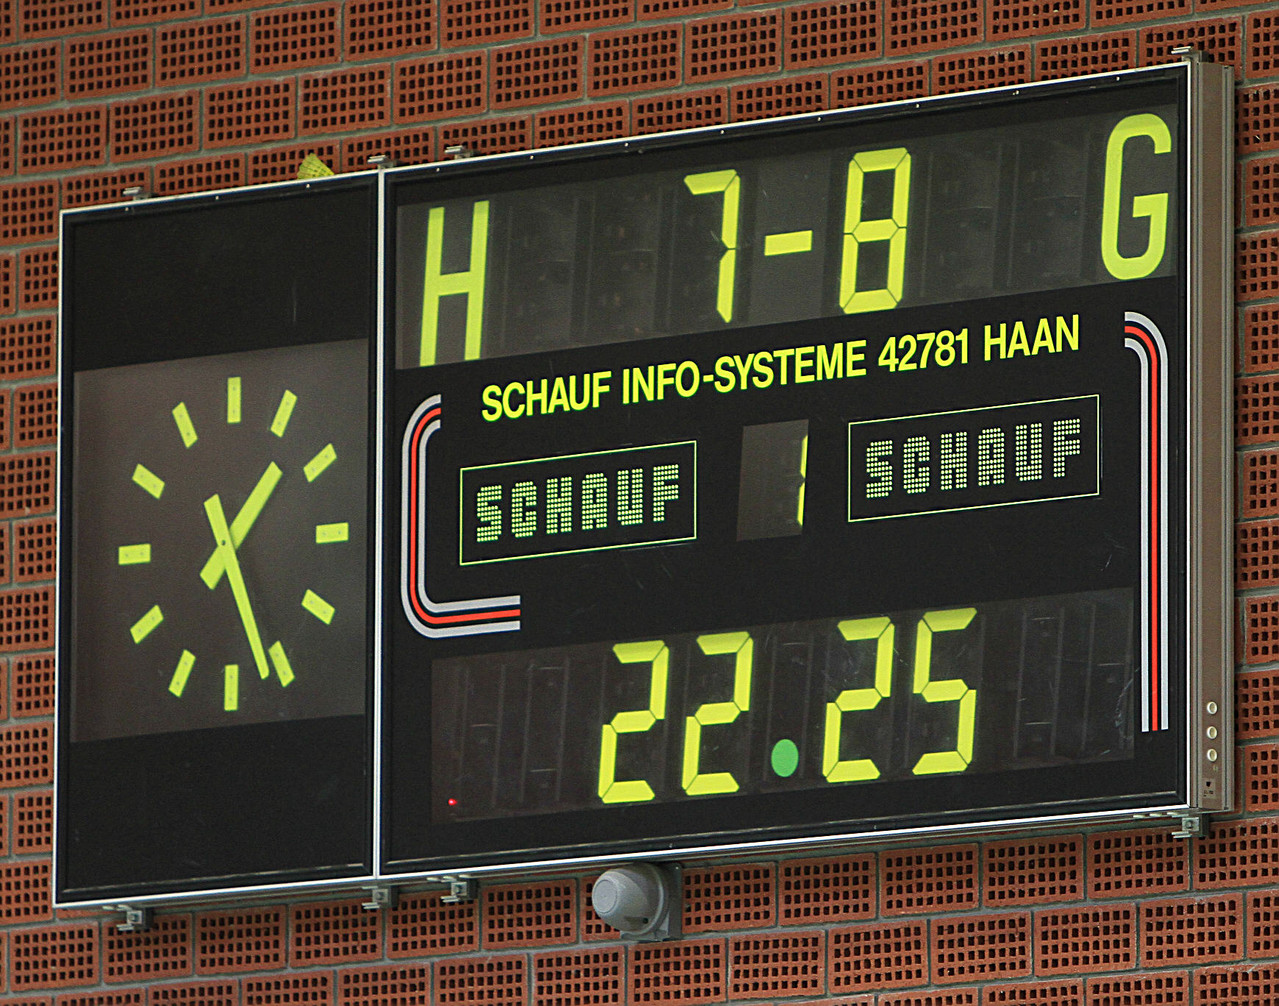 H 7-8 G
SCHAUF INFO-SYSTEME 42781 HAAN
SCHAUF 1 SCHAUF
22.25